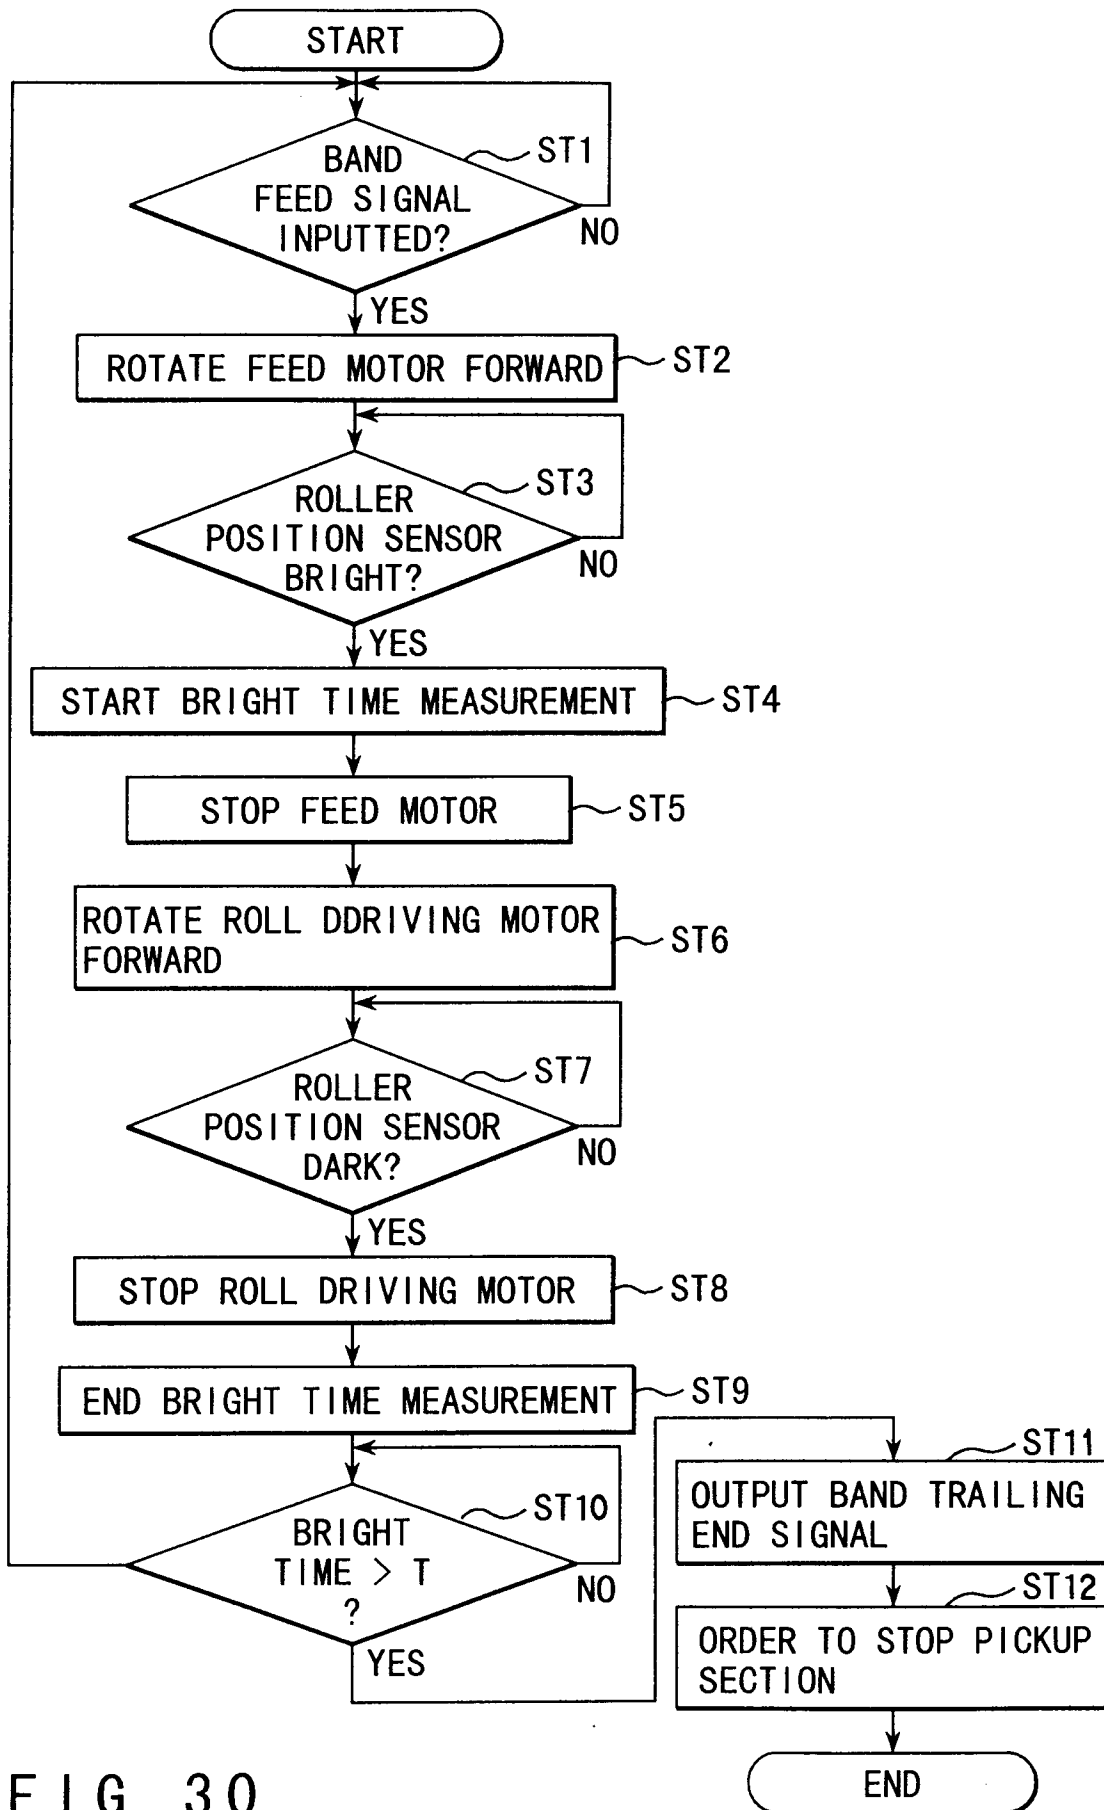 START
BAND
FEED SIGNAL
INPUTTED?
ST1
NO
YES
ROTATE FEED MOTOR FORWARD
ST2
ROLLER
POSITION SENSOR
BRIGHT?
ST3
NO
YES
START BRIGHT TIME MEASUREMENT
ST4
STOP FEED MOTOR
ST5
ROTATE ROLL DDRIVING MOTOR
FORWARD
ST6
ROLLER
POSITION SENSOR
DARK?
ST7
NO
YES
STOP ROLL DRIVING MOTOR
ST8
END BRIGHT TIME MEASUREMENT
ST9
BRIGHT
TIME > T
?
ST10
NO
YES
ST11
OUTPUT BAND TRAILING
END SIGNAL
ST12
ORDER TO STOP PICKUP
SECTION
END
FIG 30